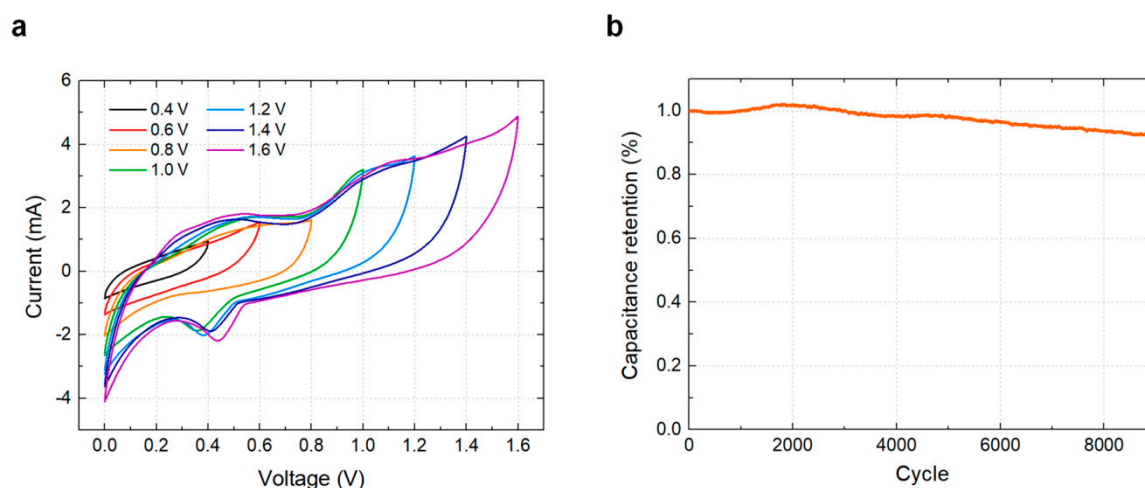 a
6
4
2
0
-2
-4
Current (mA)
0.4 V
0.6 V
0.8 V
1.0 V
1.2 V
1.4 V
1.6 V
0.0 0.2 0.4 0.6 0.8 1.0 1.2 1.4 1.6
Voltage (V)
b
1.0
0.8
0.6
0.4
0.2
0.0
Capacitance retention (%)
0 2000 4000 6000 8000
Cycle